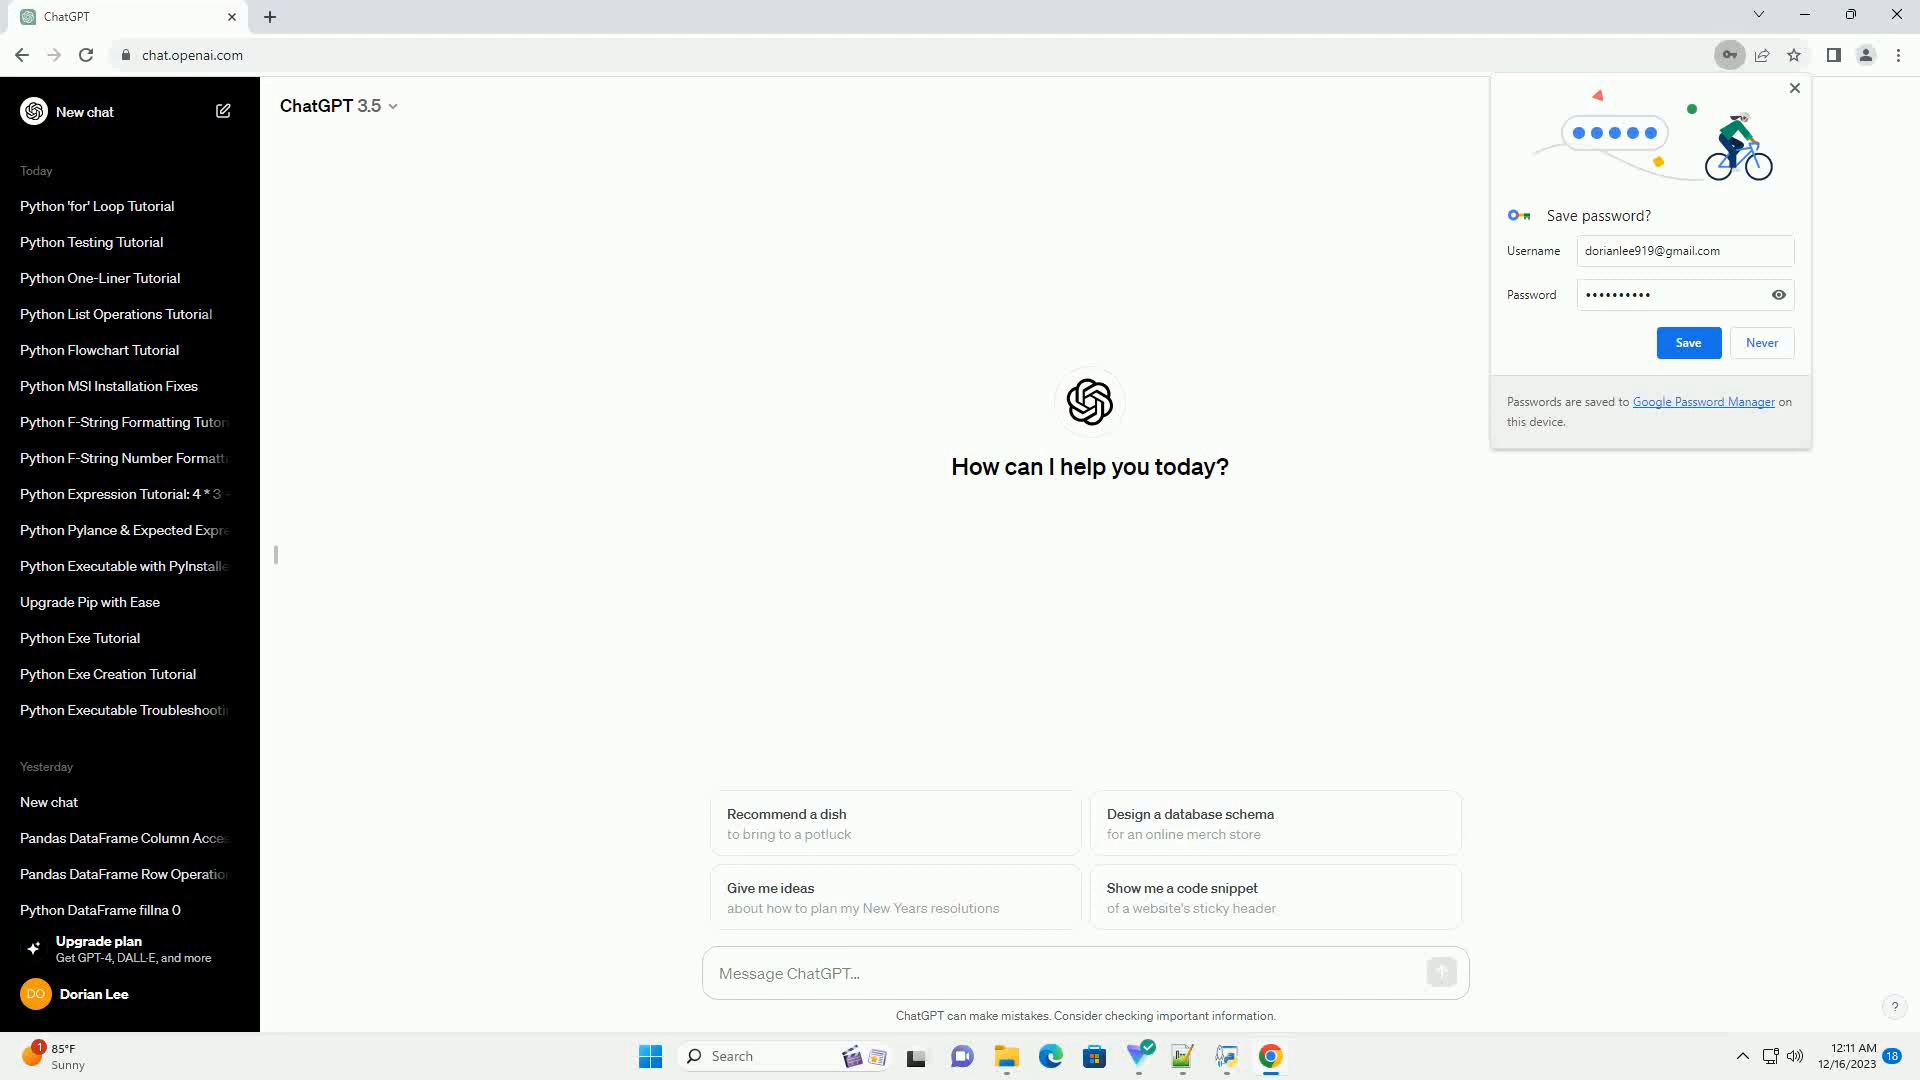 ChatGPT
chat.openai.com
New chat
Today
Python 'for' Loop Tutorial
Python Testing Tutorial
Python One-Liner Tutorial
Python List Operations Tutorial
Python Flowchart Tutorial
Python MSI Installation Fixes
Python F-String Formatting Tutori
Python F-String Number Formatti
Python Expression Tutorial: 4 * 3 -
Python Pylance & Expected Expre
Python Executable with PyInstalle
Upgrade Pip with Ease
Python Exe Tutorial
Python Exe Creation Tutorial
Python Executable Troubleshootin
Yesterday
New chat
Pandas DataFrame Column Acces
Pandas DataFrame Row Operation
Python DataFrame fillna 0
Upgrade plan
Get GPT-4, DALL·E, and more
DO
Dorian Lee
ChatGPT 3.5
How can I help you today?
Recommend a dish
to bring to a potluck
Design a database schema
for an online merch store
Give me ideas
about how to plan my New Years resolutions
Show me a code snippet
of a website's sticky header
Message ChatGPT...
ChatGPT can make mistakes. Consider checking important information.
?
Save password?
Username dorianlee919@gmail.com
Password ••••••••••
Save Never
Passwords are saved to Google Password Manager on
this device.
1
85°F
Sunny
Search
12:11 AM
12/16/2023
18